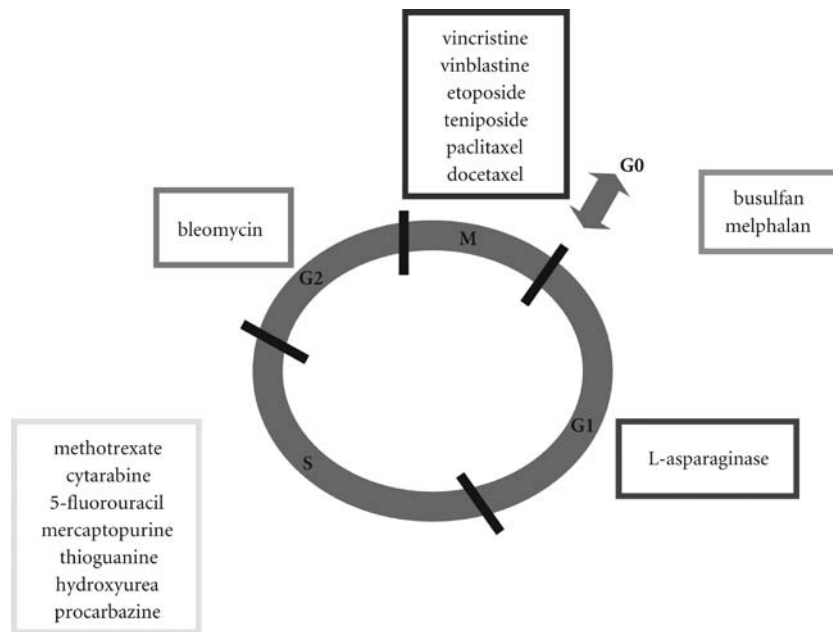 vincristine
vinblastine
etoposide
teniposide
paclitaxel
docetaxel
G0
busulfan
melphalan
bleomycin
M
G2
G1
L-asparaginase
S
methotrexate
cytarabine
5-fluorouracil
mercaptopurine
thioguanine
hydroxyurea
procarbazine